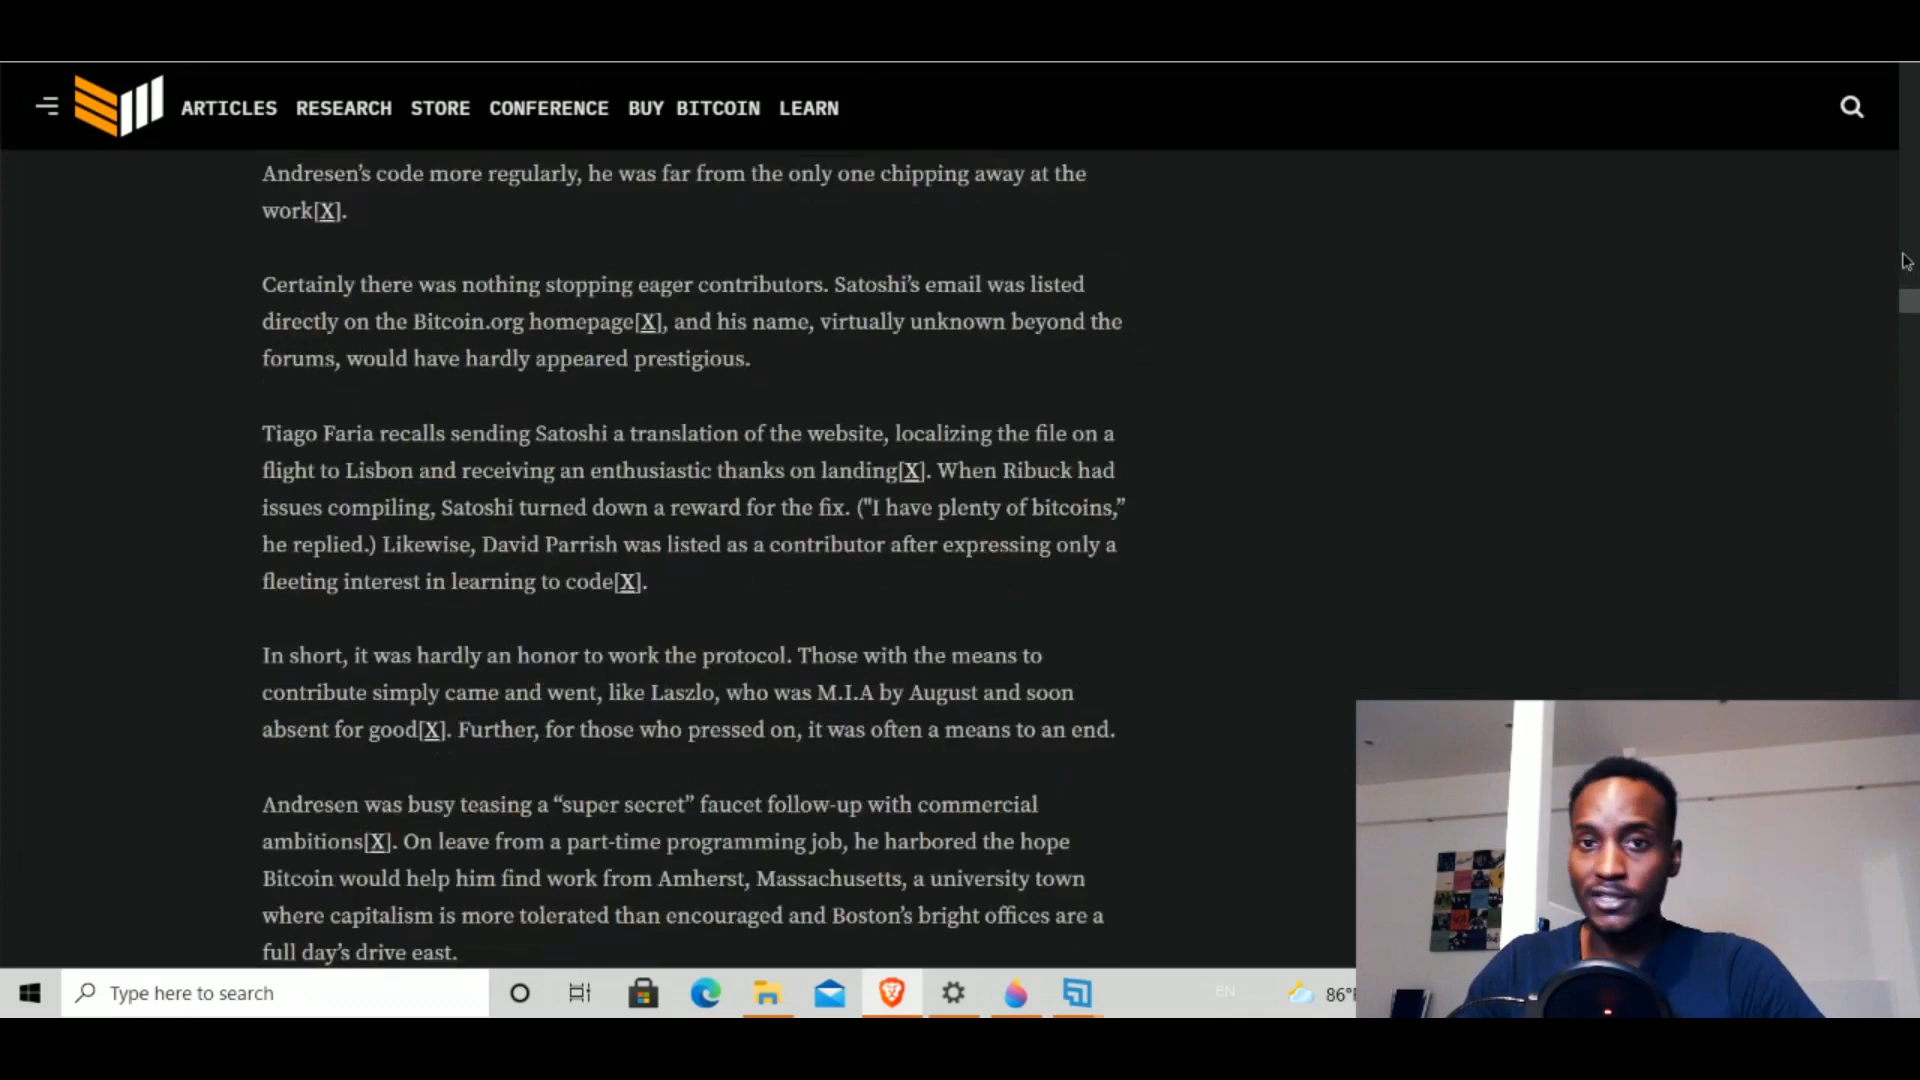 ARTICLES RESEARCH STORE CONFERENCE BUY BITCOIN LEARN
Andresen’s code more regularly, he was far from the only one chipping away at the
work[X].
Certainly there was nothing stopping eager contributors. Satoshi’s email was listed
directly on the Bitcoin.org homepage[X], and his name, virtually unknown beyond the
forums, would have hardly appeared prestigious.
Tiago Faria recalls sending Satoshi a translation of the website, localizing the file on a
flight to Lisbon and receiving an enthusiastic thanks on landing[X]. When Ribuck had
issues compiling, Satoshi turned down a reward for the fix. ("I have plenty of bitcoins,”
he replied.) Likewise, David Parrish was listed as a contributor after expressing only a
fleeting interest in learning to code[X].
In short, it was hardly an honor to work the protocol. Those with the means to
contribute simply came and went, like Laszlo, who was M.I.A by August and soon
absent for good[X]. Further, for those who pressed on, it was often a means to an end.
Andresen was busy teasing a “super secret” faucet follow-up with commercial
ambitions[X]. On leave from a part-time programming job, he harbored the hope
Bitcoin would help him find work from Amherst, Massachusetts, a university town
where capitalism is more tolerated than encouraged and Boston’s bright offices are a
full day’s drive east.
Type here to search
EN
86°F